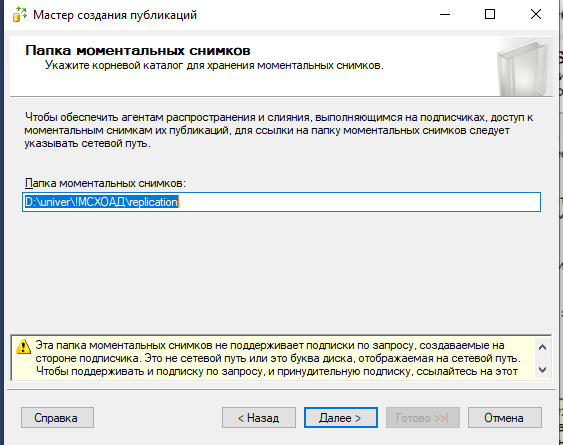 Мастер создания публикаций
Папка моментальных снимков
Укажите корневой каталог для хранения моментальных снимков.
Чтобы обеспечить агентам распространения и слияния, выполняющимся на подписчиках, доступ к
моментальным снимкам их публикаций, для ссылки на папку моментальных снимков следует
указывать сетевой путь.
Папка моментальных снимков:
D:\univer\!МСХОАД\replication
Эта папка моментальных снимков не поддерживает подписки по запросу, создаваемые на
стороне подписчика. Это не сетевой путь или это буква диска, отображаемая на сетевой путь.
Чтобы поддерживать и подписку по запросу, и принудительную подписку, ссылайтесь на этот
Справка
< Назад
Далее >
Готово >>|
Отмена